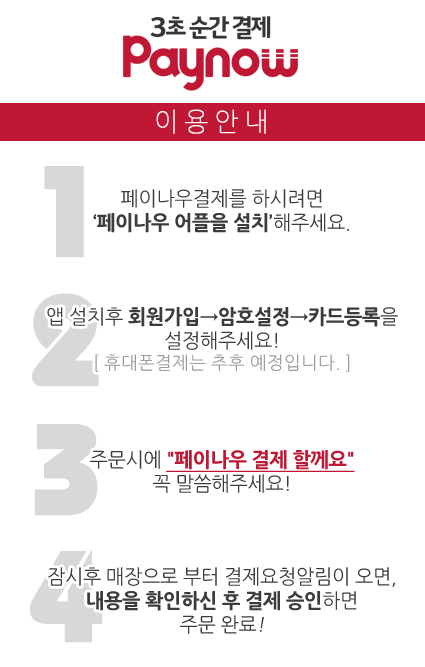 3초 순간 결제
Paynow
이용안내
1
페이나우결제를 하시려면
‘페이나우 어플을 설치’해주세요.
2
앱 설치후 회원가입→암호설정→카드등록을
설정해주세요!
[ 휴대폰결제는 추후 예정입니다. ]
3
주문시에 "페이나우 결제 할께요"
꼭 말씀해주세요!
4
잠시후 매장으로 부터 결제요청알림이 오면,
내용을 확인하신 후 결제 승인하면
주문 완료!